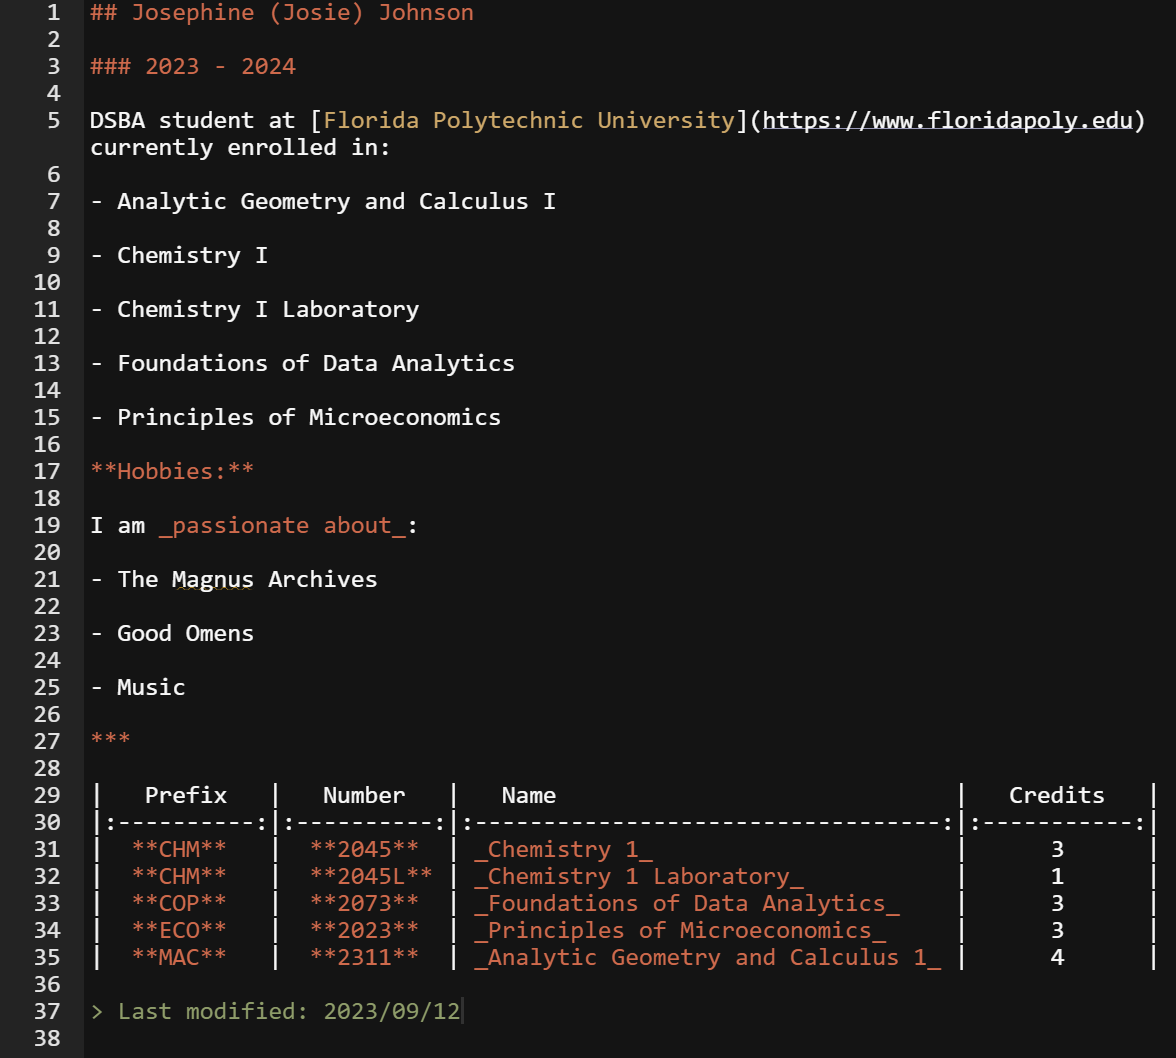 1 ## Josephine (Josie) Johnson
2
3 ### 2023 - 2024
4
5 DSBA student at [Florida Polytechnic University](https://www.floridapoly.edu)
currently enrolled in:
6
7 - Analytic Geometry and Calculus I
8
9 - Chemistry I
10
11 - Chemistry I Laboratory
12
13 - Foundations of Data Analytics
14
15 - Principles of Microeconomics
16
17 **Hobbies:**
18
19 I am _passionate about_:
20
21 - The Magnus Archives
22
23 - Good Omens
24
25 - Music
26
27 ***
28
29 |   Prefix   |   Number   |   Name                              |   Credits   |
30 |:----------:|:----------:|:----------------------------------:|:-----------:|
31 |  **CHM**   |  **2045**  | _Chemistry 1_                       |      3      |
32 |  **CHM**   |  **2045L** | _Chemistry 1 Laboratory_            |      1      |
33 |  **COP**   |  **2073**  | _Foundations of Data Analytics_     |      3      |
34 |  **ECO**   |  **2023**  | _Principles of Microeconomics_      |      3      |
35 |  **MAC**   |  **2311**  | _Analytic Geometry and Calculus 1_ |      4      |
36
37 > Last modified: 2023/09/12
38